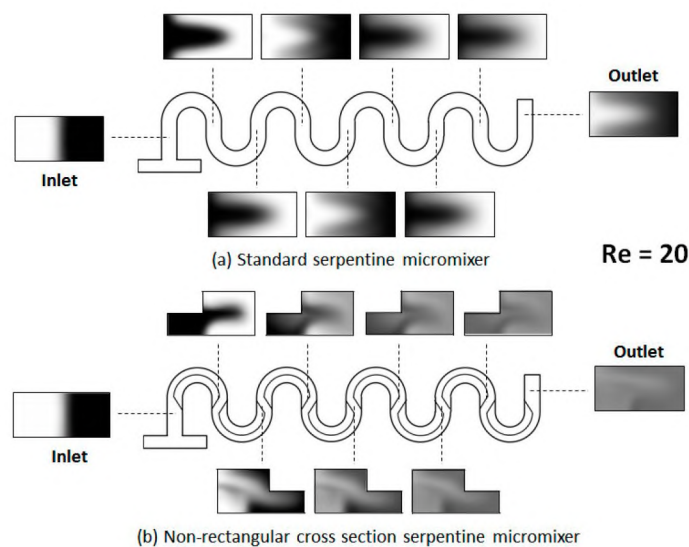 Outlet
Inlet
(a) Standard serpentine micromixer
Re = 20
Outlet
Inlet
(b) Non-rectangular cross section serpentine micromixer